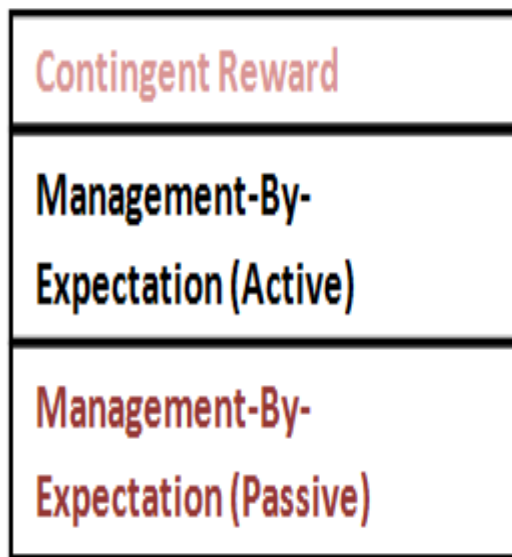 Contingent Reward
Management-By-
Expectation (Active)
Management-By-
Expectation (Passive)